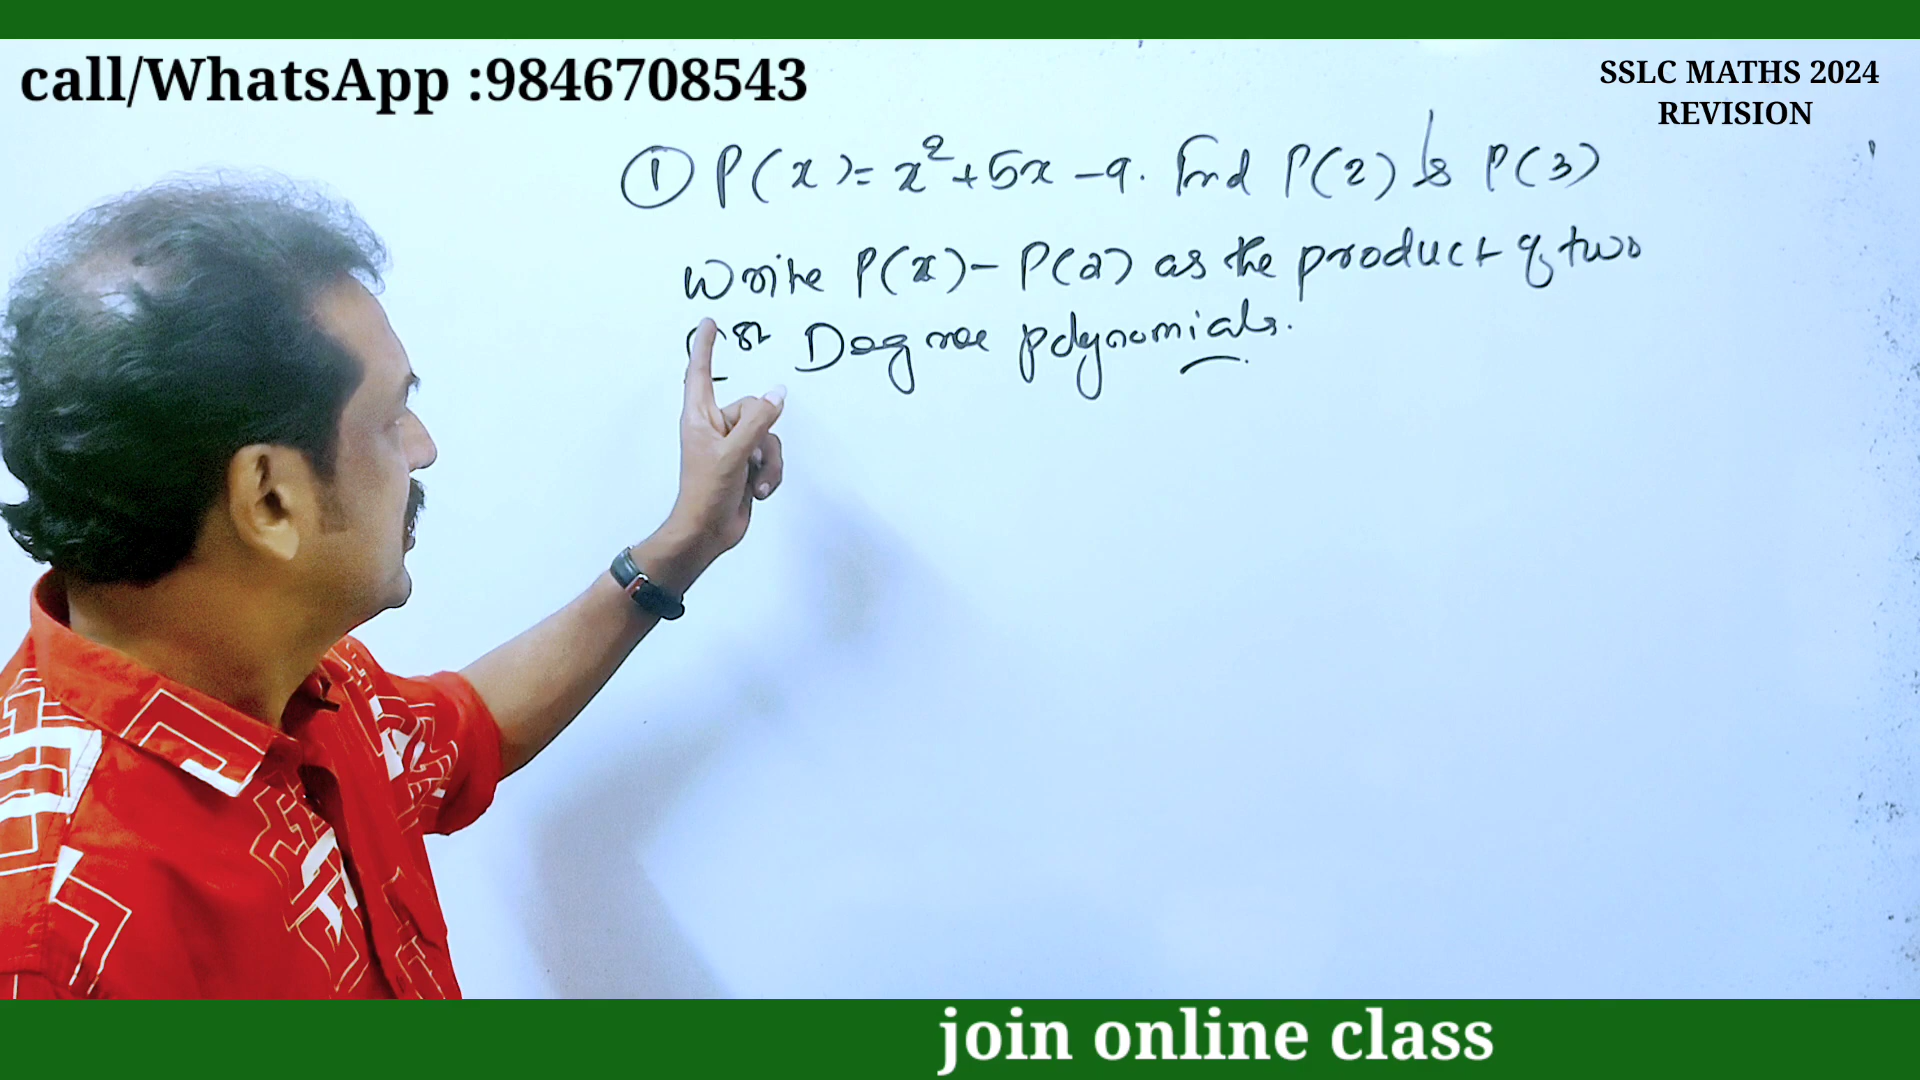 call/WhatsApp :9846708543
SSLC MATHS 2024
REVISION
① P(x)= x²+5x-9. Find P(2) & P(3)
Write P(x)- P(2) as the product of two
Ist Degree polynomials.
join online class